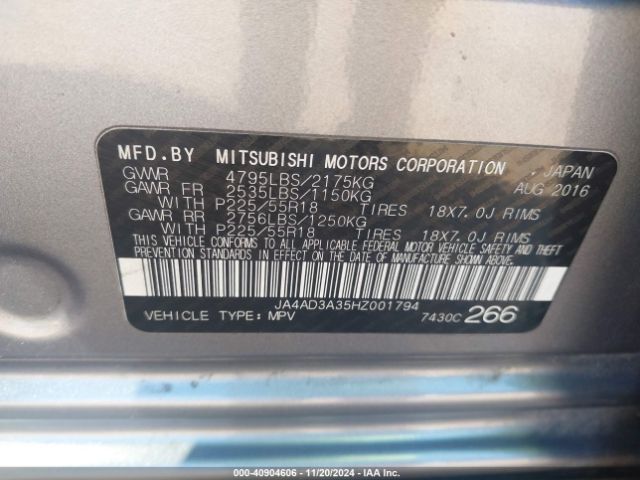 MFD.BY MITSUBISHI MOTORS CORPORATION . JAPAN
GVWR 4795LBS/2175KG AUG 2016
GAWR FR 2535LBS/1150KG
WITH P225/55R18 TIRES 18X7.0J RIMS
GAWR RR 2756LBS/1250KG
WITH P225/55R18 TIRES 18X7.0J RIMS
THIS VEHICLE CONFORMS TO ALL APPLICABLE FEDERAL MOTOR VEHICLE SAFETY AND THEFT
PREVENTION STANDARDS IN EFFECT ON THE DATE OF MANUFACTURE SHOWN ABOVE.
JA4AD3A35HZ001794
VEHICLE TYPE: MPV 7430C 266
000-40904606 - 11/20/2024 - IAA Inc.